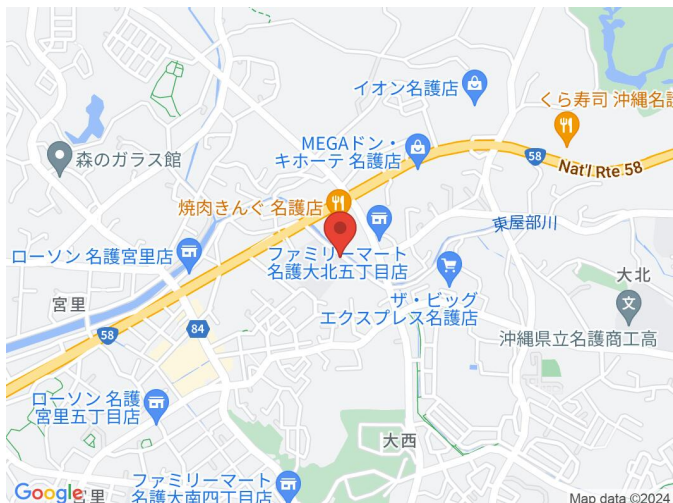 イオン名護店
くら寿司 沖縄名護
MEGAドン・
キホーテ 名護店
58
Nat'l Rte 58
森のガラス館
焼肉きんぐ 名護店
東屋部川
ローソン 名護宮里店
ファミリーマート
名護大北五丁目店
大北
宮里
ザ・ビッグ
エクスプレス名護店
84
58
沖縄県立名護商工高
ローソン 名護
宮里五丁目店
大西
ファミリーマート
名護大南四丁目店
Google
宮里
Map data ©2024